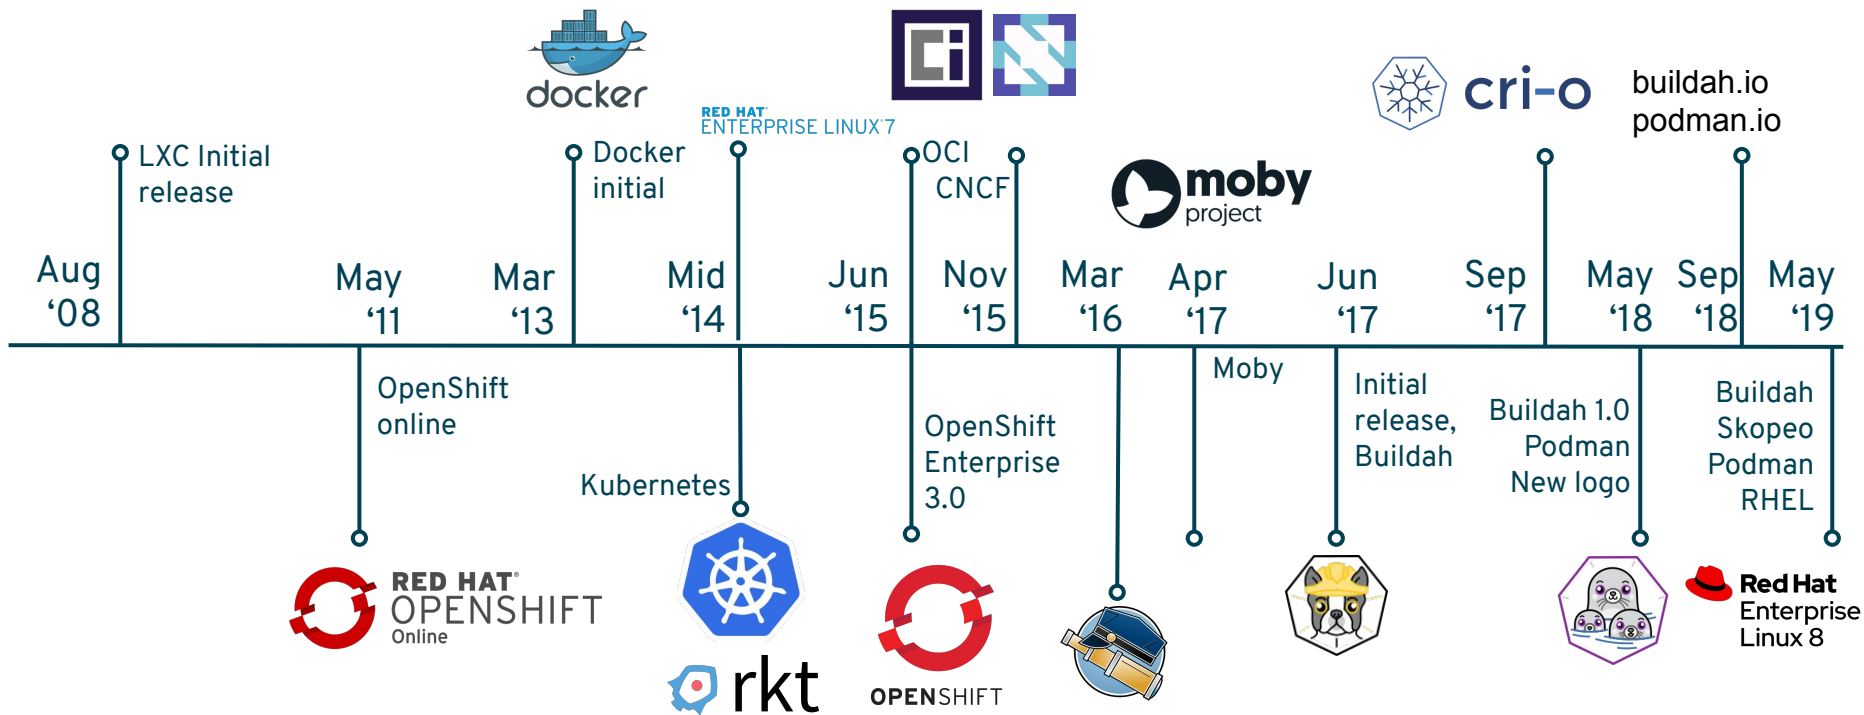 docker
RED HAT®
ENTERPRISE LINUX® 7
Ci
cri-o
buildah.io
podman.io
LXC Initial
release
Docker
initial
OCI
CNCF
moby
project
Aug
‘08
May
‘11
Mar
‘13
Mid
‘14
Jun
‘15
Nov
‘15
Mar
‘16
Apr
‘17
Jun
‘17
Sep
‘17
May
‘18
Sep
‘18
May
‘19
OpenShift
online
Kubernetes
OpenShift
Enterprise
3.0
Moby
Initial
release,
Buildah
Buildah 1.0
Podman
New logo
Buildah
Skopeo
Podman
RHEL
RED HAT®
OPENSHIFT
Online
rkt
OPENSHIFT
Red Hat
Enterprise
Linux 8